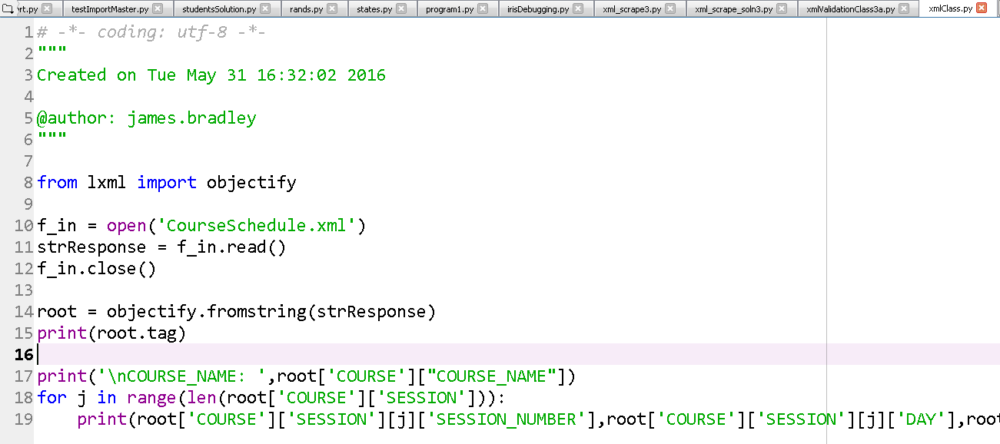 rt.py testImportMaster.py studentsSolution.py rands.py states.py program1.py irisDebugging.py xml_scrape3.py xml_scrape_soln3.py xmlValidationClass3a.py xmlClass.py
1 # -*- coding: utf-8 -*-
2 """
3 Created on Tue May 31 16:32:02 2016
4
5 @author: james.bradley
6 """
7
8 from lxml import objectify
9
10 f_in = open('CourseSchedule.xml')
11 strResponse = f_in.read()
12 f_in.close()
13
14 root = objectify.fromstring(strResponse)
15 print(root.tag)
16
17 print('\nCOURSE_NAME: ',root['COURSE']["COURSE_NAME"])
18 for j in range(len(root['COURSE']['SESSION'])):
19     print(root['COURSE']['SESSION'][j]['SESSION_NUMBER'],root['COURSE']['SESSION'][j]['DAY'],root